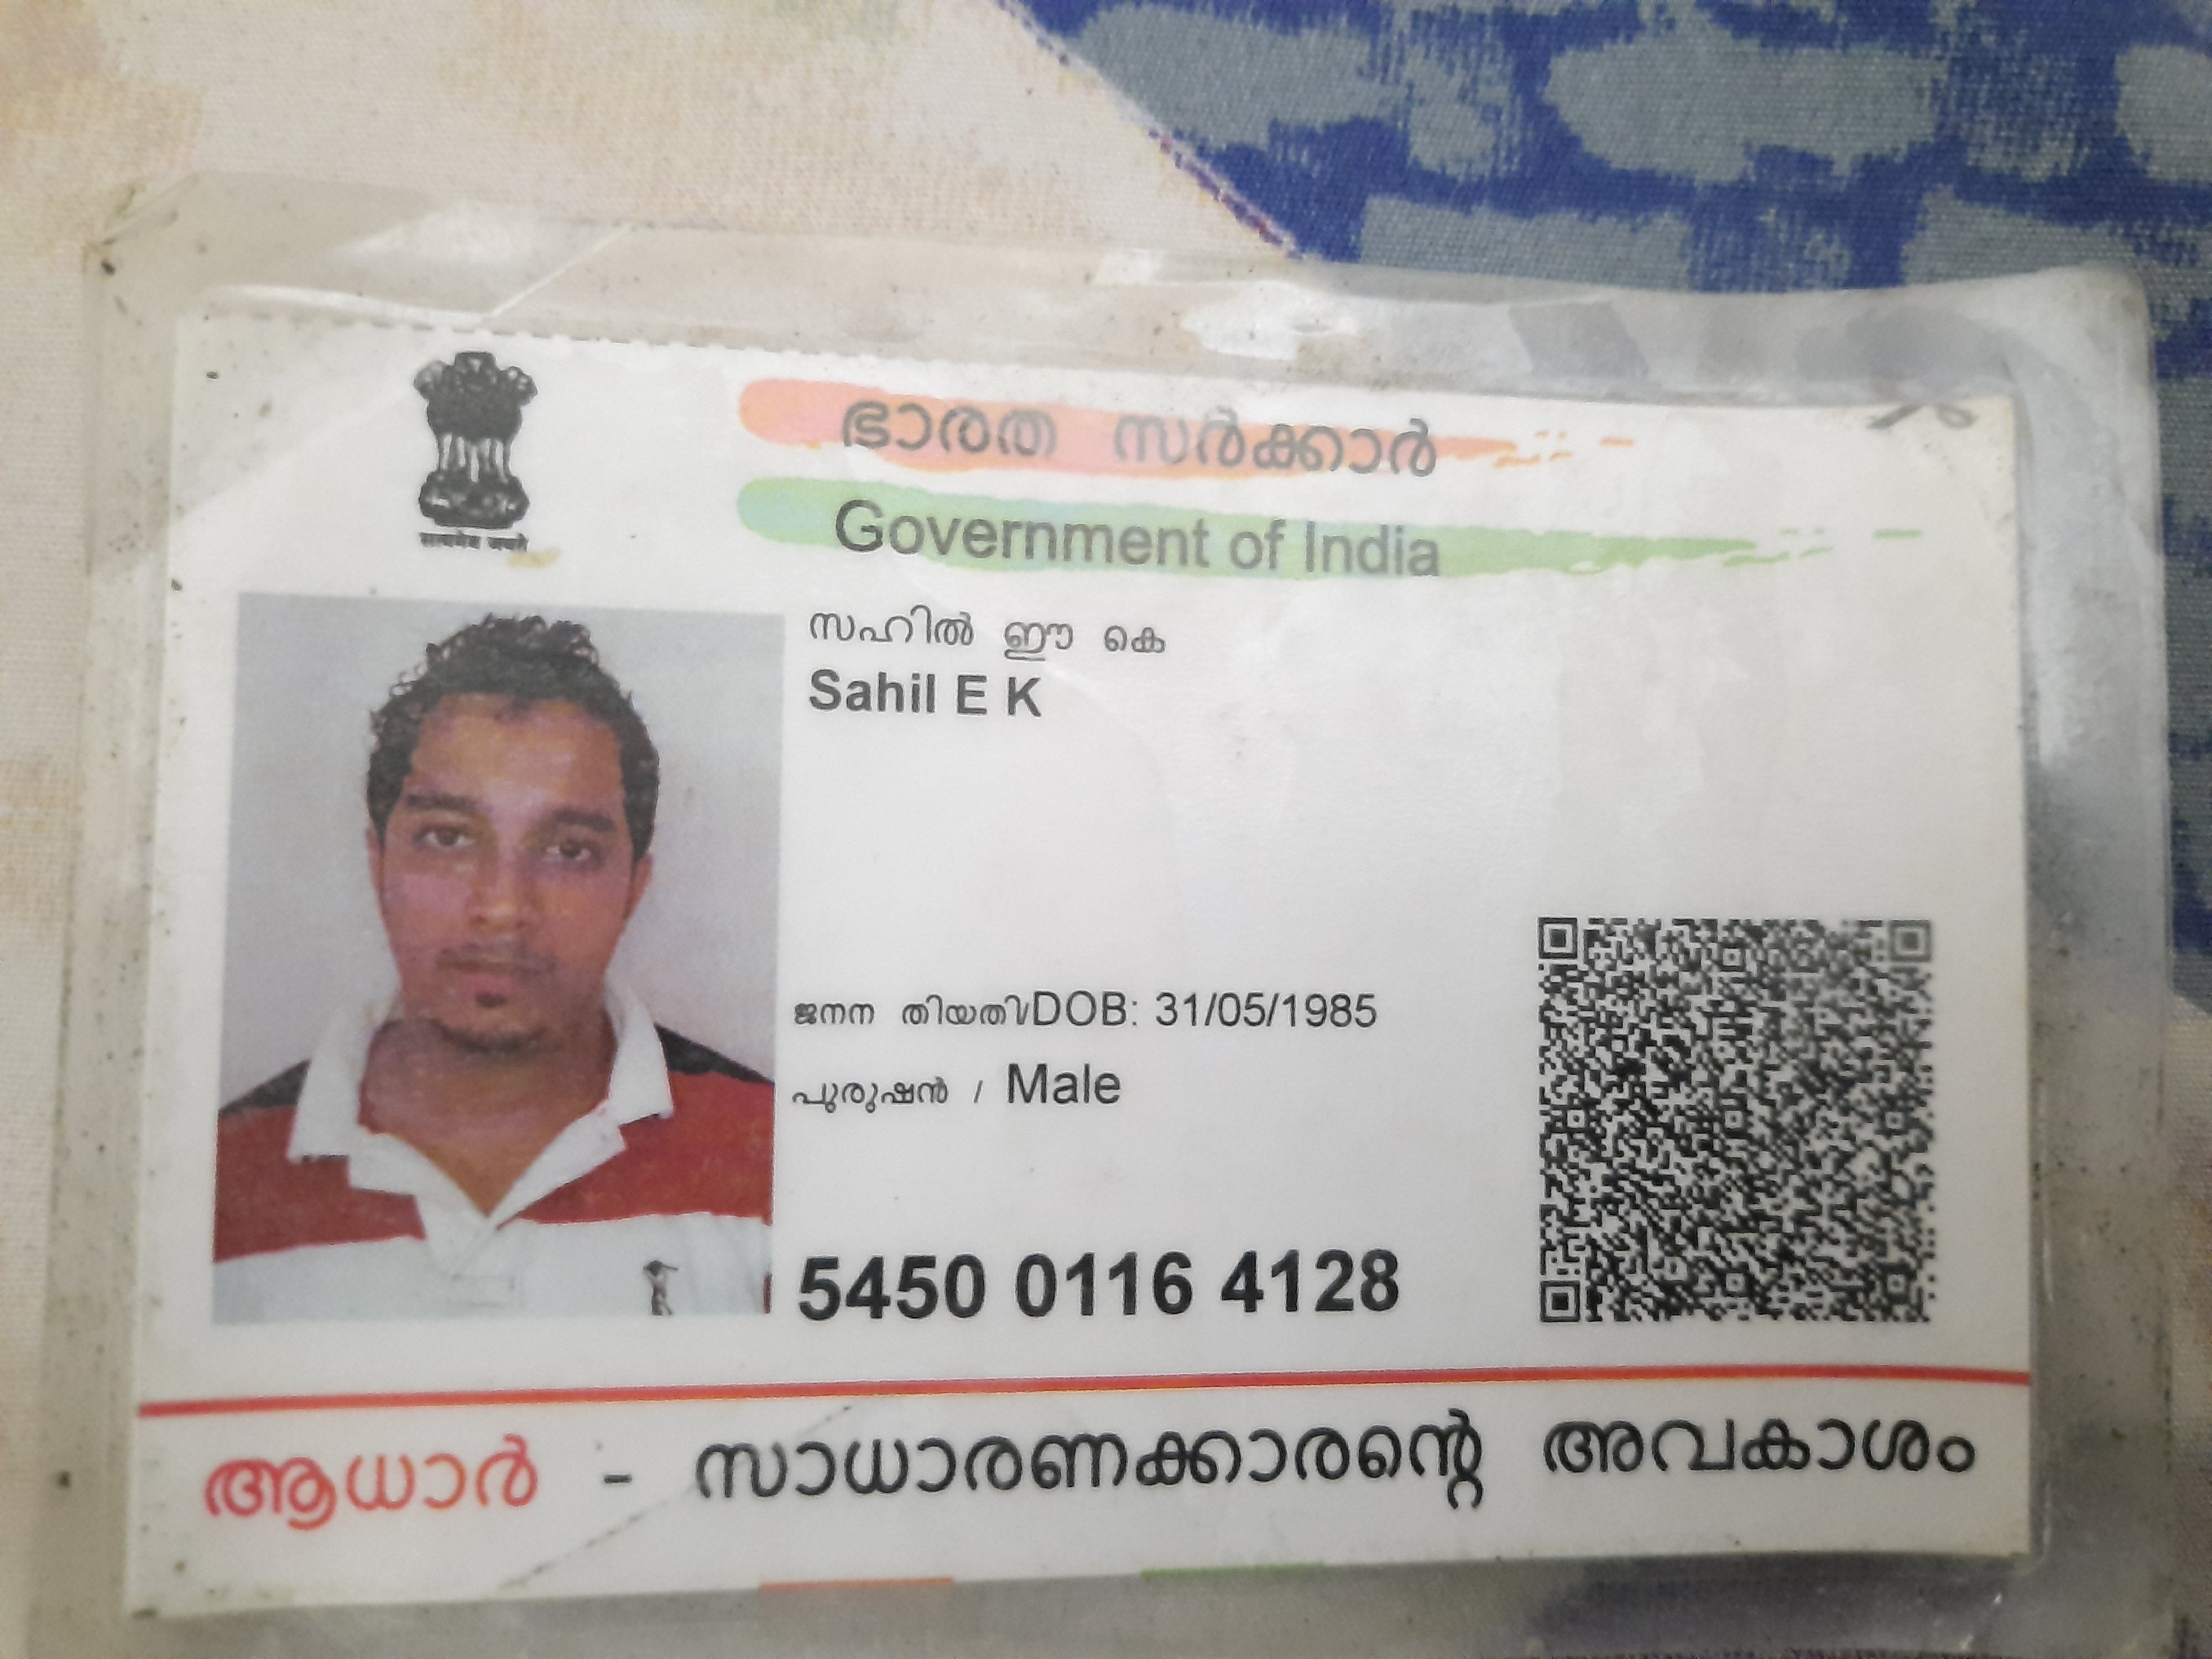 ഭാരത സർക്കാർ
Government of India
സഹിൽ ഈ കെ
Sahil E K
ജനന തിയതി/DOB: 31/05/1985
പുരുഷൻ / Male
5450 0116 4128
ആധാർ - സാധാരണക്കാരന്റെ അവകാശം